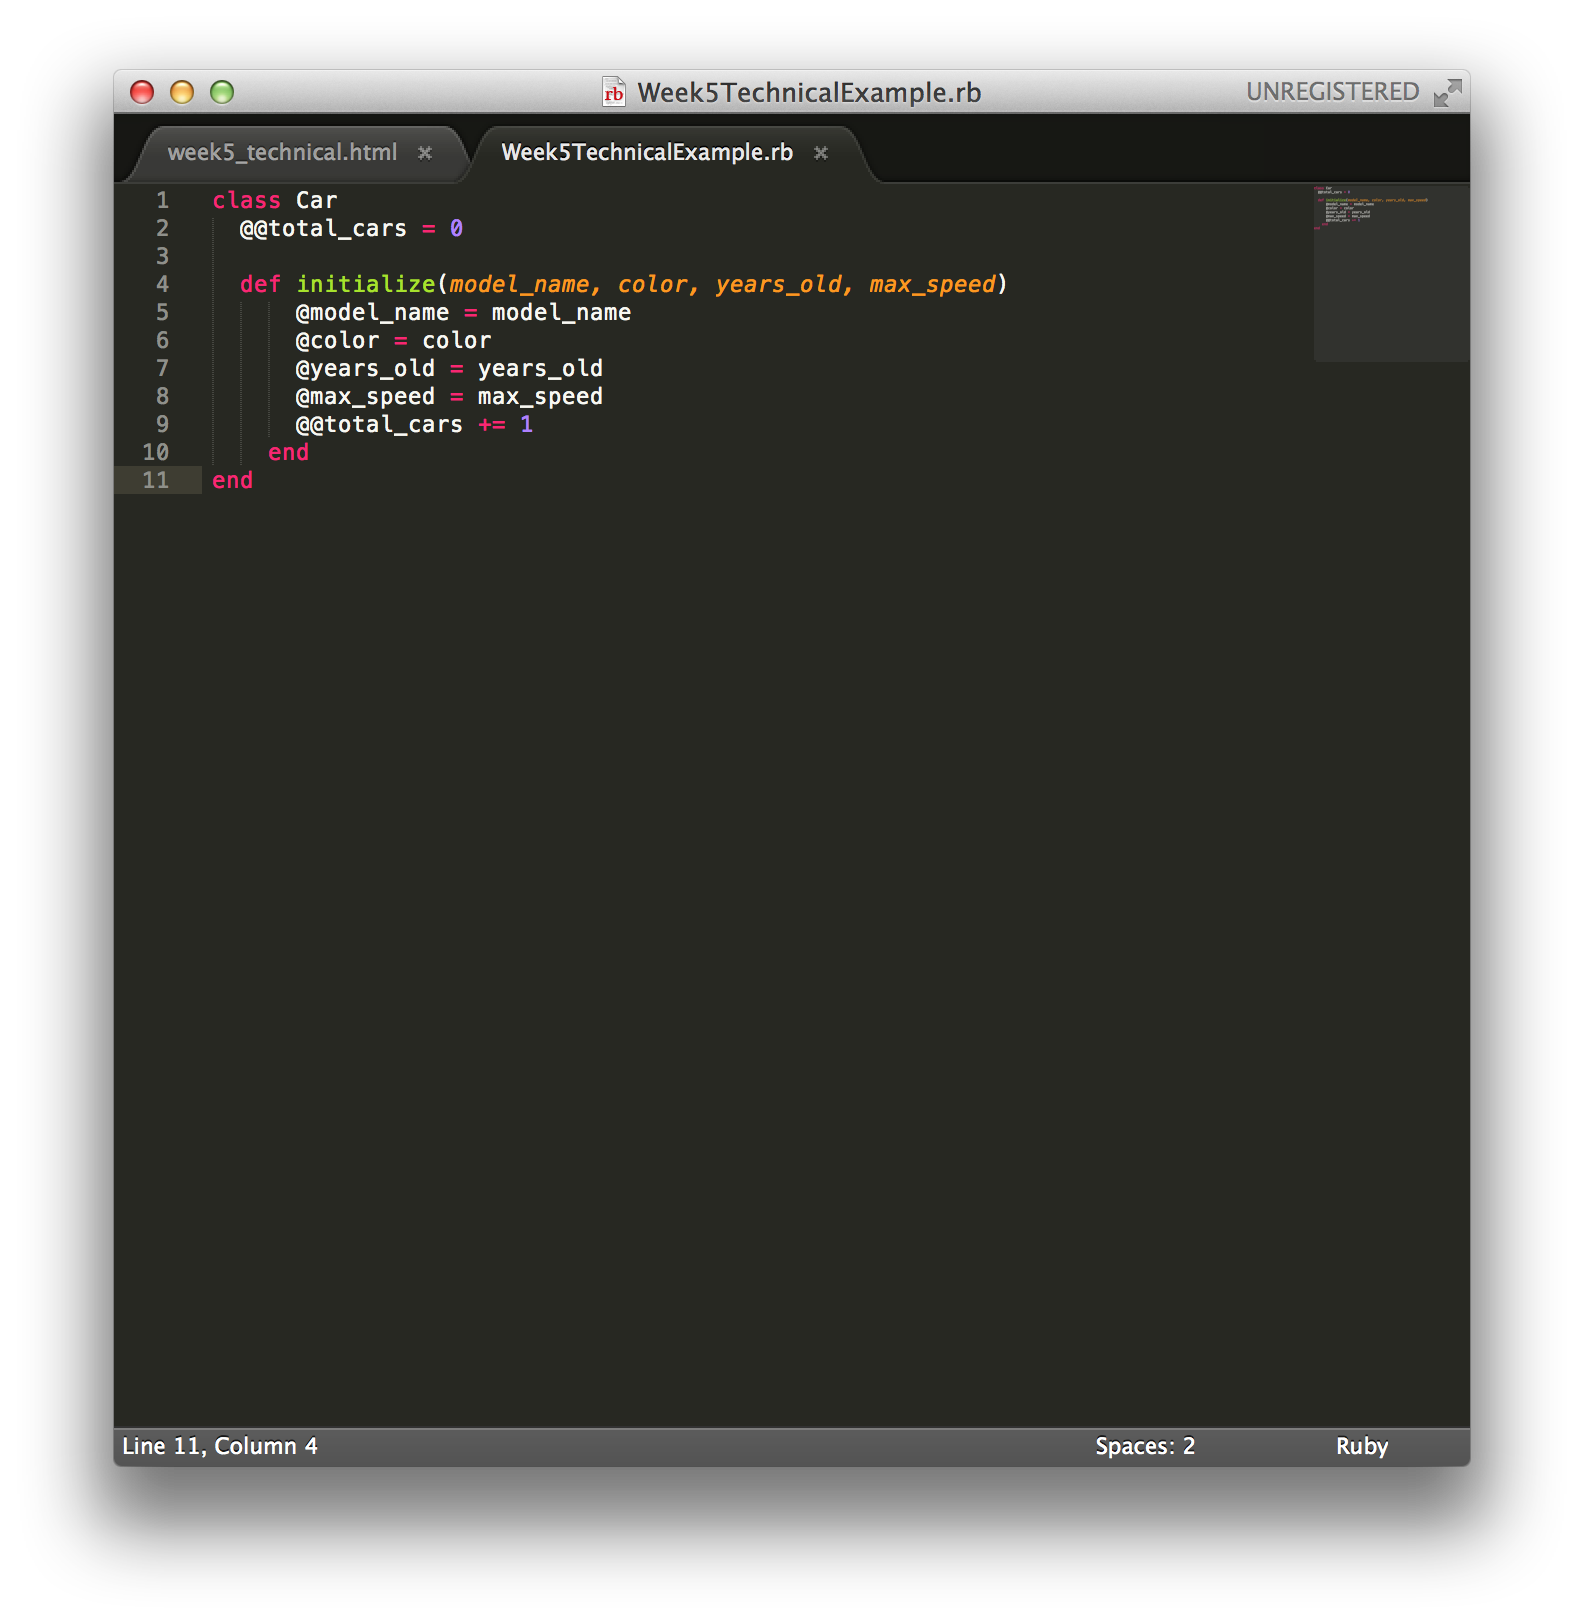 rb Week5TechnicalExample.rb UNREGISTERED
week5_technical.html × Week5TechnicalExample.rb ×
1 class Car
2   @@total_cars = 0
3
4   def initialize(model_name, color, years_old, max_speed)
5       @model_name = model_name
6       @color = color
7       @years_old = years_old
8       @max_speed = max_speed
9       @@total_cars += 1
10     end
11 end
Line 11, Column 4 Spaces: 2 Ruby